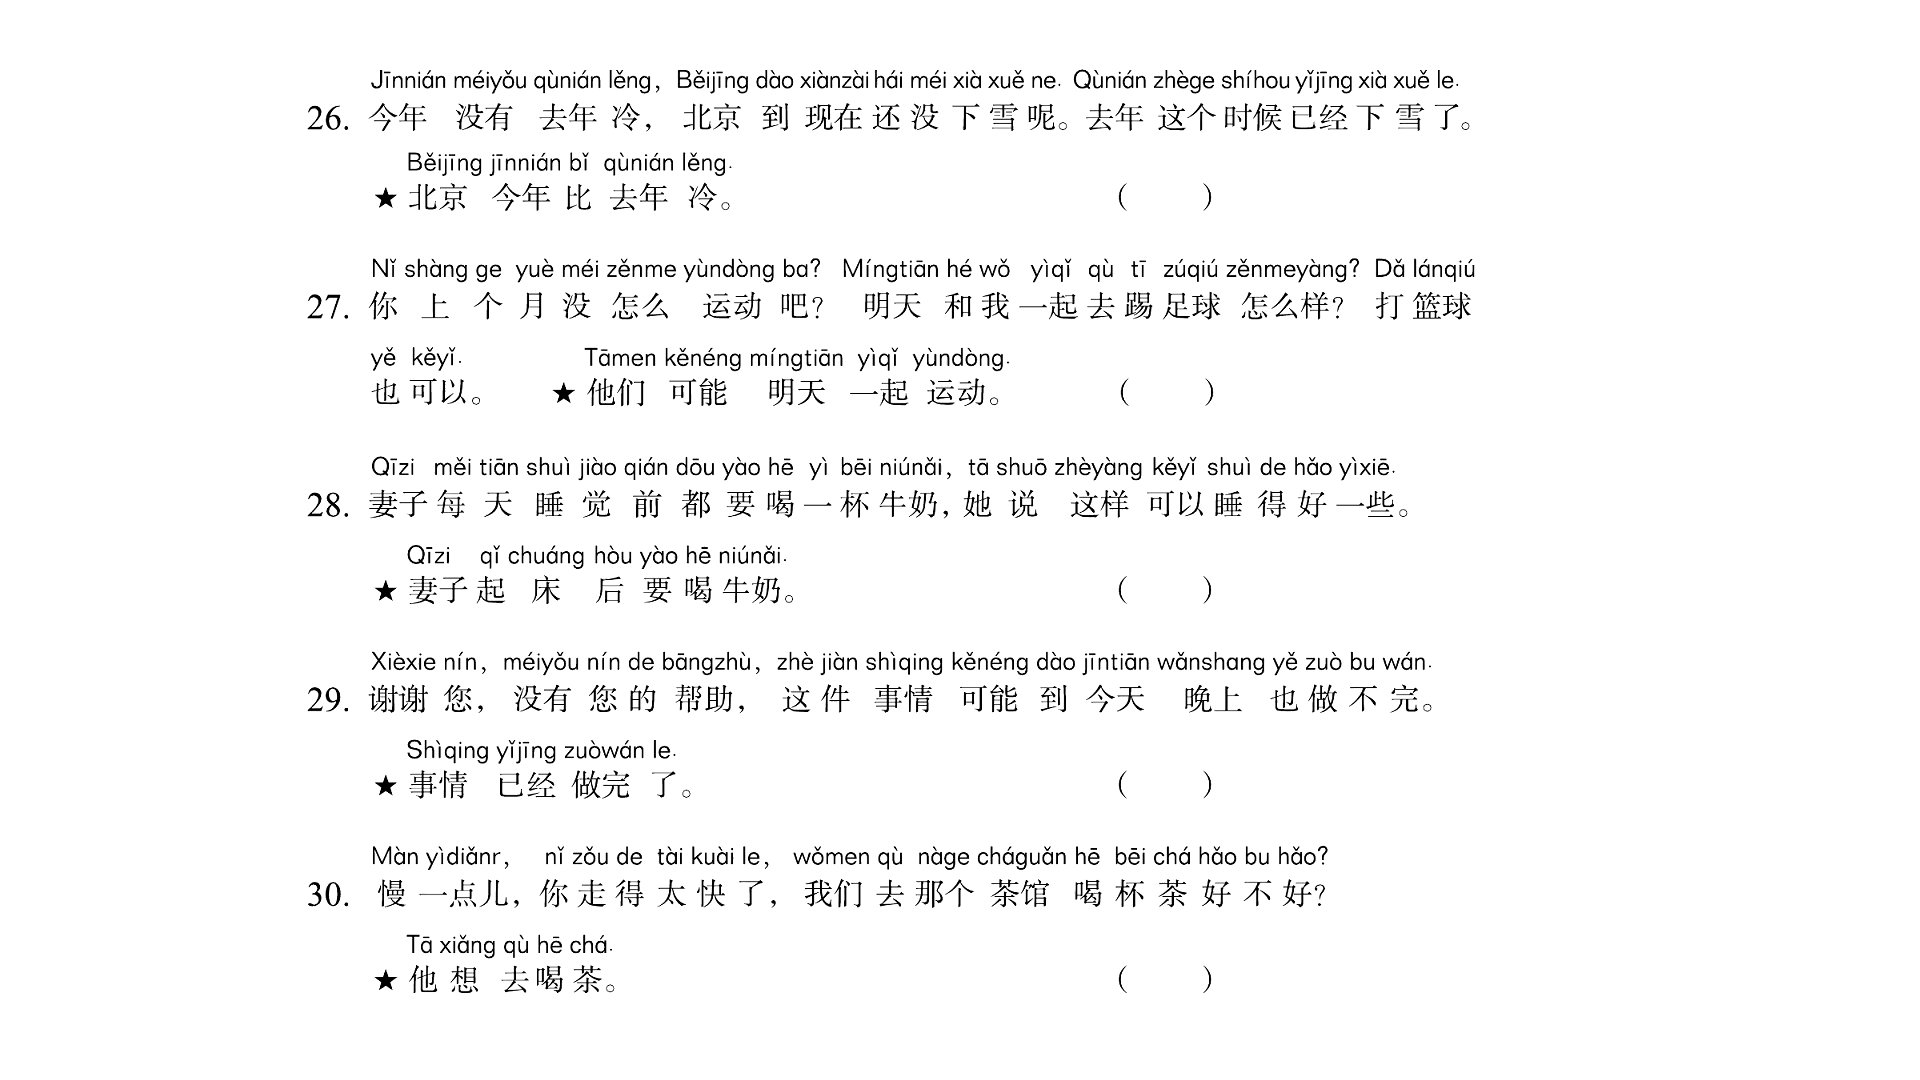 Jīnnián méiyǒu qùnián lěng, Běijīng dào xiànzài hái méi xià xuě ne. Qùnián zhège shíhou yǐjīng xià xuě le.
26. 今年 没有 去年 冷, 北京 到 现在 还 没 下 雪 呢。去年 这个 时候 已经 下 雪 了。
Běijīng jīnnián bǐ qùnián lěng.
★ 北京 今年 比 去年 冷。 ( )
Nǐ shàng ge yuè méi zěnme yùndòng ba? Míngtiān hé wǒ yìqǐ qù tī zúqiú zěnmeyàng? Dǎ lánqiú
27. 你 上 个 月 没 怎么 运动 吧? 明天 和 我 一起 去 踢 足球 怎么样? 打 篮球
yě kěyǐ. Tāmen kěnéng míngtiān yìqǐ yùndòng.
也 可以。 ★ 他们 可能 明天 一起 运动。 ( )
Qīzi měi tiān shuì jiào qián dōu yào hē yì bēi niúnǎi, tā shuō zhèyàng kěyǐ shuì de hǎo yìxiē.
28. 妻子 每 天 睡 觉 前 都 要 喝 一 杯 牛奶, 她 说 这样 可以 睡 得 好 一些。
Qīzi qǐ chuáng hòu yào hē niúnǎi.
★ 妻子 起 床 后 要 喝 牛奶。 ( )
Xièxie nín, méiyǒu nín de bāngzhù, zhè jiàn shìqing kěnéng dào jīntiān wǎnshang yě zuò bu wán.
29. 谢谢 您, 没有 您 的 帮助, 这 件 事情 可能 到 今天 晚上 也 做 不 完。
Shìqing yǐjīng zuòwán le.
★ 事情 已经 做完 了。 ( )
Màn yìdiǎnr, nǐ zǒu de tài kuài le, wǒmen qù nàge cháguǎn hē bēi chá hǎo bu hǎo?
30. 慢 一点儿, 你 走 得 太 快 了, 我们 去 那个 茶馆 喝 杯 茶 好 不 好?
Tā xiǎng qù hē chá.
★ 他 想 去 喝 茶。 ( )